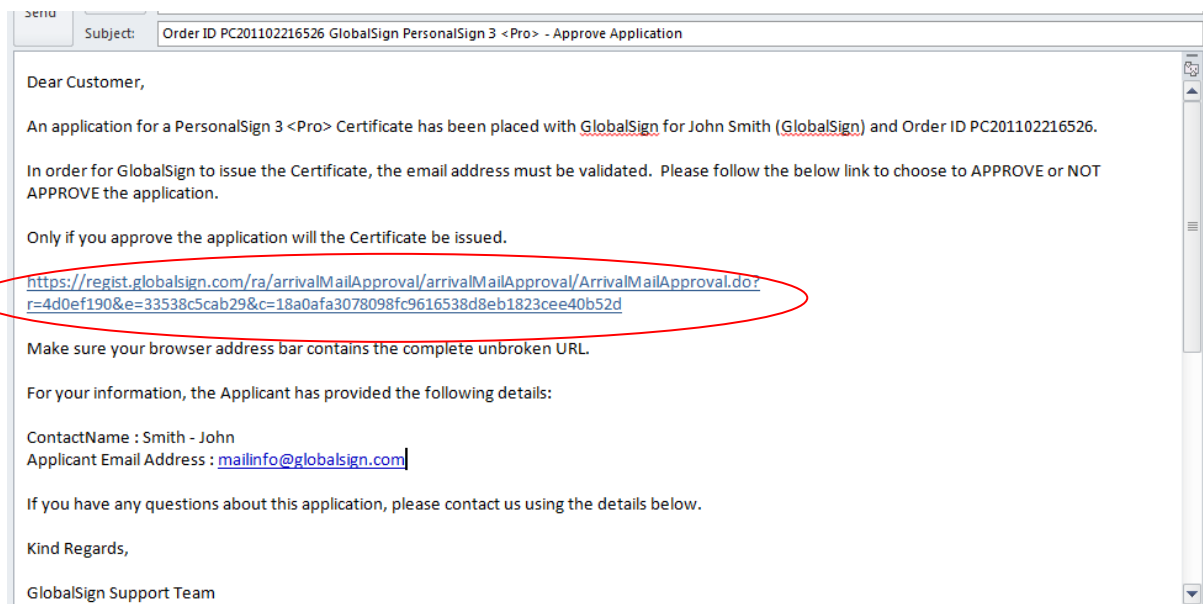 Send
Subject: Order ID PC201102216526 GlobalSign PersonalSign 3 <Pro> - Approve Application
Dear Customer,
An application for a PersonalSign 3 <Pro> Certificate has been placed with GlobalSign for John Smith (GlobalSign) and Order ID PC201102216526.
In order for GlobalSign to issue the Certificate, the email address must be validated.  Please follow the below link to choose to APPROVE or NOT
APPROVE the application.
Only if you approve the application will the Certificate be issued.
https://regist.globalsign.com/ra/arrivalMailApproval/arrivalMailApproval/ArrivalMailApproval.do?
r=4d0ef190&e=33538c5cab29&c=18a0afa3078098fc9616538d8eb1823cee40b52d
Make sure your browser address bar contains the complete unbroken URL.
For your information, the Applicant has provided the following details:
ContactName : Smith - John
Applicant Email Address : mailinfo@globalsign.com
If you have any questions about this application, please contact us using the details below.
Kind Regards,
GlobalSign Support Team